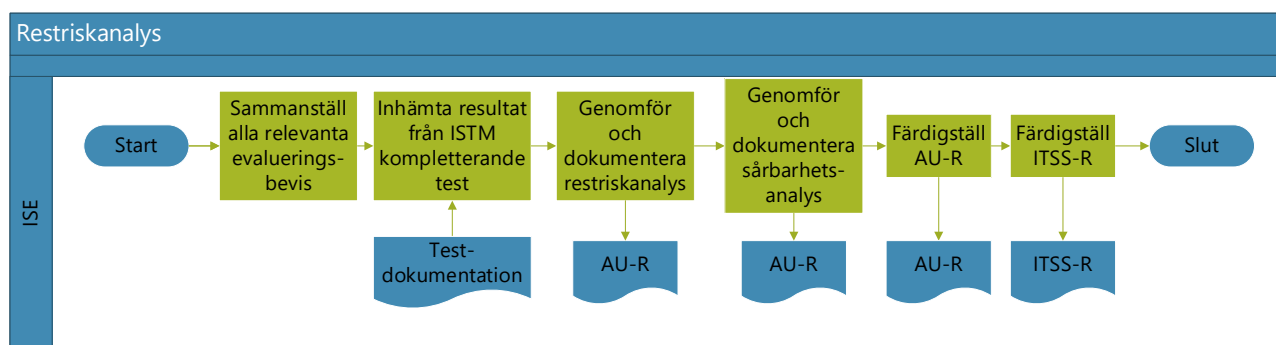 Restriskanalys
ISE
Start
Sammanställ
alla relevanta
evaluerings-
bevis
Inhämta resultat
från ISTM
kompletterande
test
Genomför
och
dokumentera
restriskanalys
Genomför
och
dokumentera
sårbarhets-
analys
Färdigställ
AU-R
Färdigställ
ITSS-R
Slut
Test-
dokumentation
AU-R
AU-R
AU-R
ITSS-R